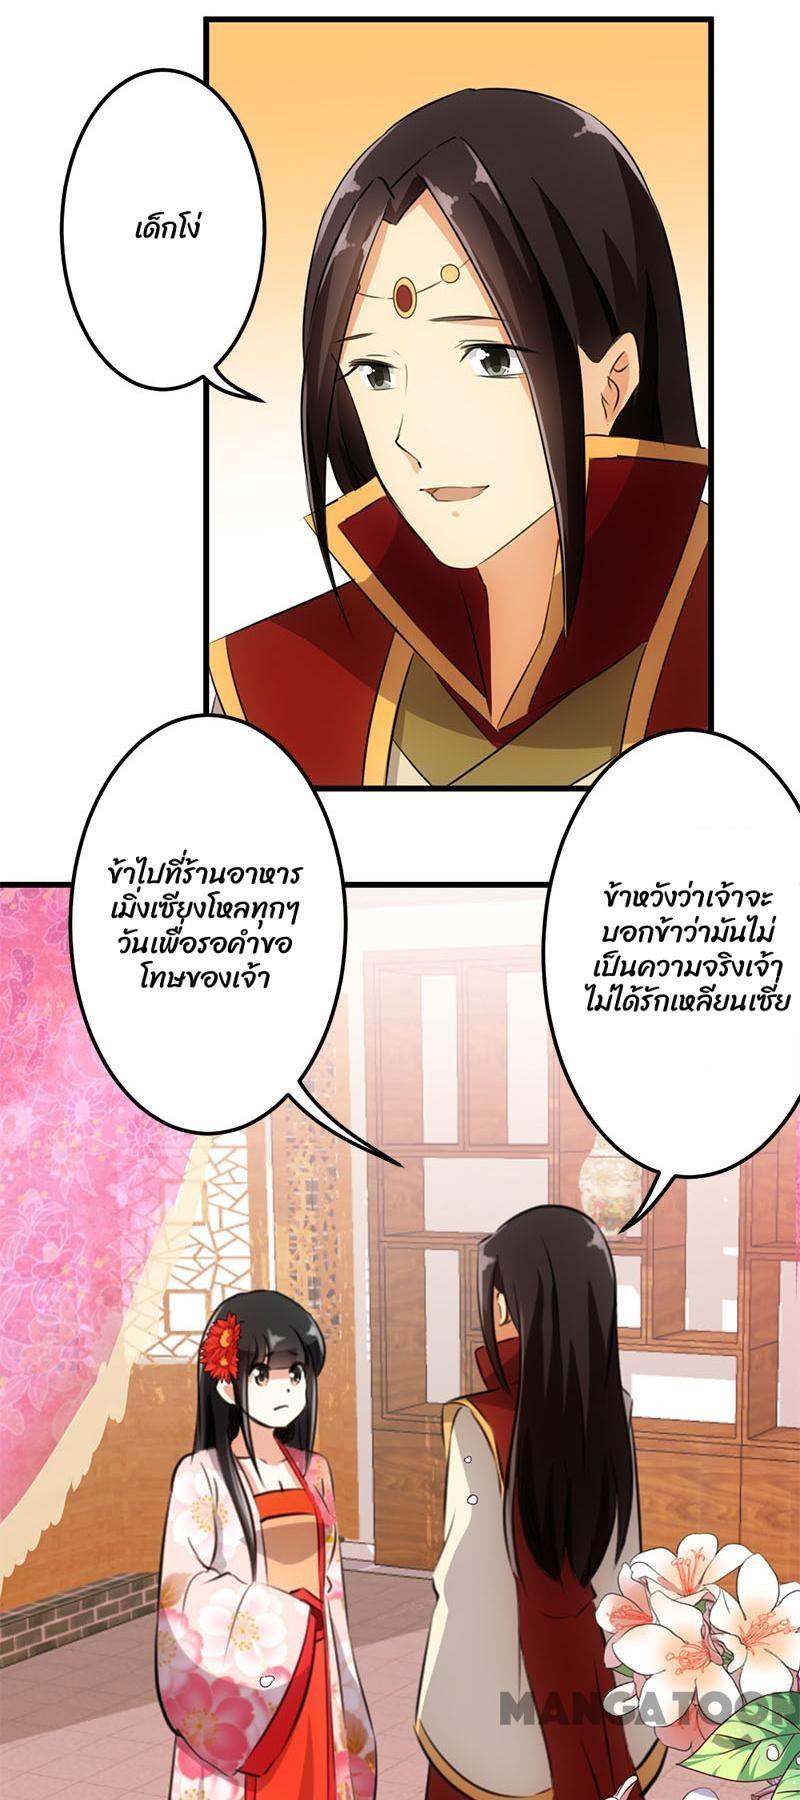 เด็กโง่
ข้าไปที่ร้านอาหาร
เมิ่งเซียงโหลทุกๆ
วันเพื่อรอคำขอ
โทษของเจ้า
ข้าหวังว่าเจ้าจะ
บอกข้าว่ามันไม่
เป็นความจริงเจ้า
ไม่ได้รักเหลียนเซีย
MANGATOON